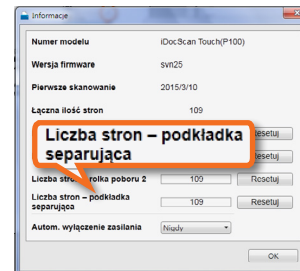 Informacje
Numer modelu iDocScan Touch(P100)
Wersja firmware svn25
Pierwsze skanowanie 2015/3/10
Łączna ilość stron 109
Liczba stron – podkładka
separująca
Resetuj
Resetuj
Liczba stron rolka poboru 2 109 Resetuj
Liczba stron – podkładka
separująca 109 Resetuj
Autom. wyłączenie zasilania Nigdy
OK